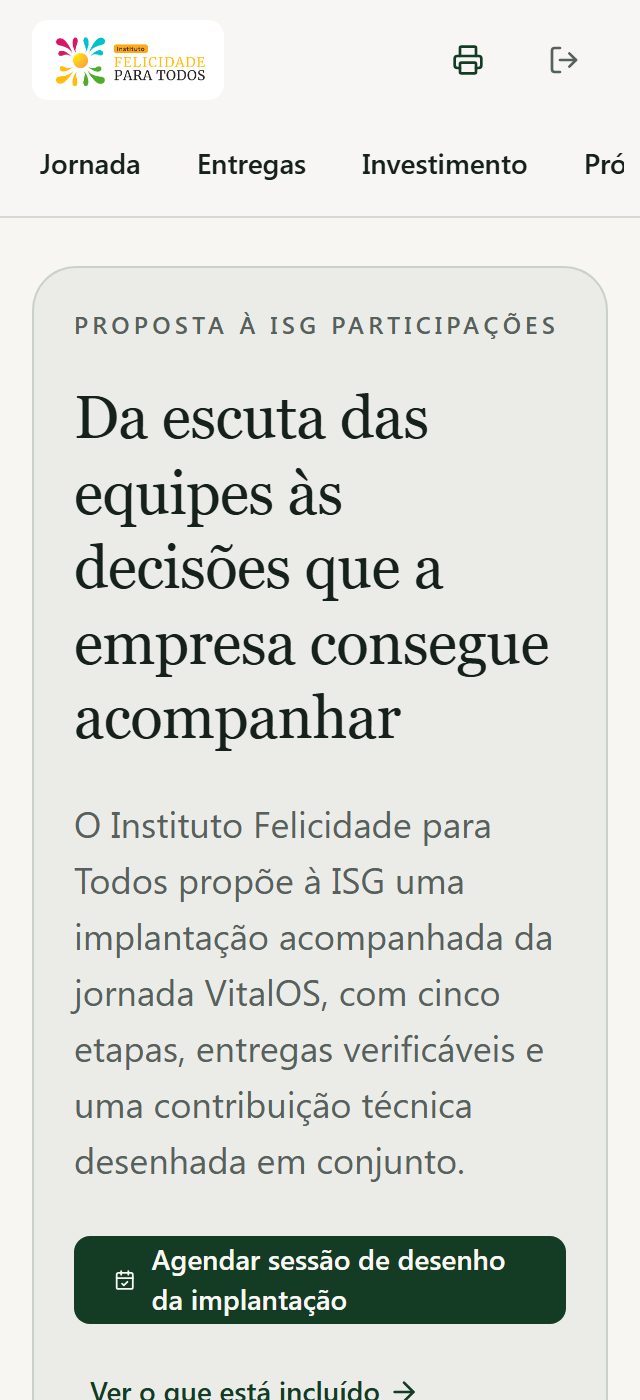 Instituto
FELICIDADE
PARA TODOS
Jornada Entregas Investimento Pró
PROPOSTA À ISG PARTICIPAÇÕES
Da escuta das
equipes às
decisões que a
empresa consegue
acompanhar
O Instituto Felicidade para
Todos propõe à ISG uma
implantação acompanhada da
jornada VitalOS, com cinco
etapas, entregas verificáveis e
uma contribuição técnica
desenhada em conjunto.
Agendar sessão de desenho
da implantação
Ver o que está incluído